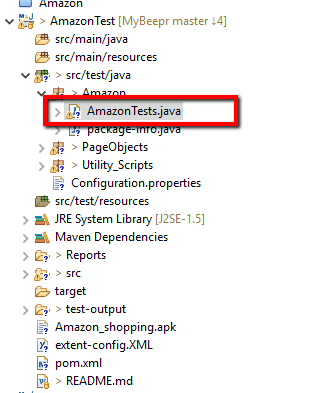 Amazon
> AmazonTest [MyBeepr master ↓4]
src/main/java
src/main/resources
> src/test/java
> Amazon
> AmazonTests.java
> package-info.java
> PageObjects
> Utility_Scripts
Configuration.properties
src/test/resources
JRE System Library [J2SE-1.5]
Maven Dependencies
> Reports
> src
target
> test-output
Amazon_shopping.apk
extent-config.XML
pom.xml
> README.md